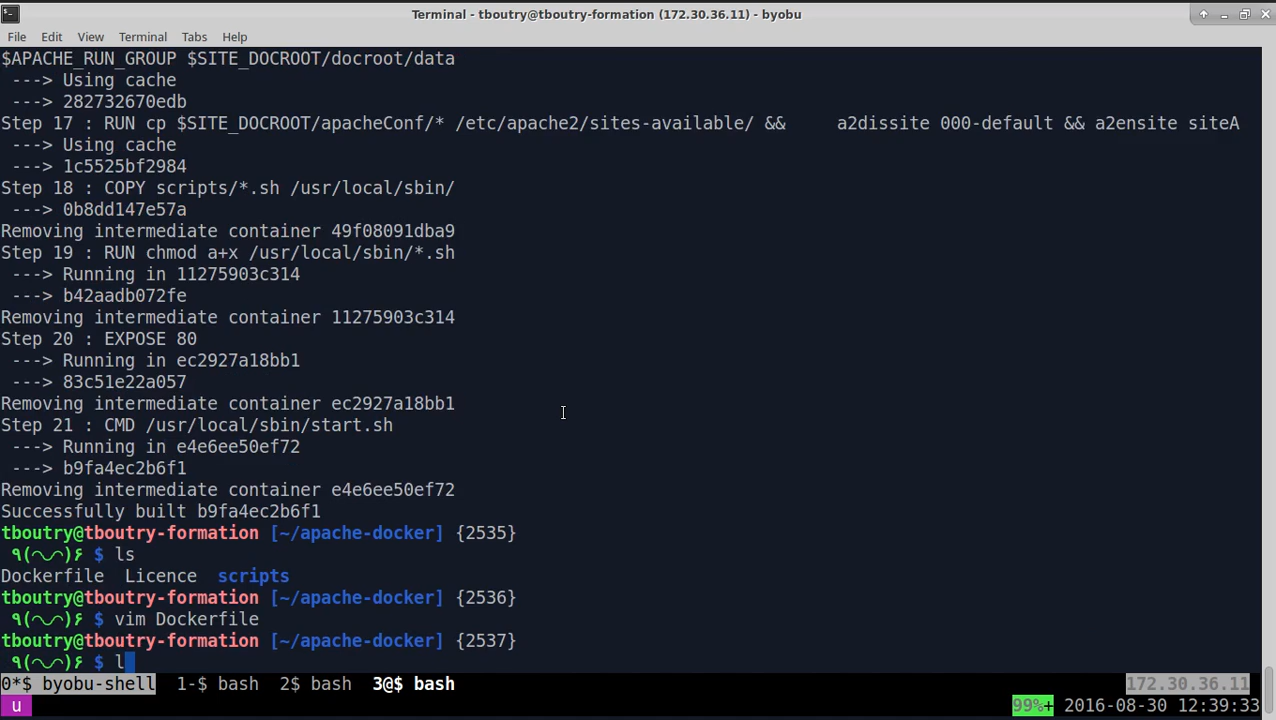 Terminal - tboutry@tboutry-formation (172.30.36.11) - byobu
File Edit View Terminal Tabs Help
$APACHE_RUN_GROUP $SITE_DOCROOT/docroot/data
 ---> Using cache
 ---> 282732670edb
Step 17 : RUN cp $SITE_DOCROOT/apacheConf/* /etc/apache2/sites-available/ &&     a2dissite 000-default && a2ensite siteA
 ---> Using cache
 ---> 1c5525bf2984
Step 18 : COPY scripts/*.sh /usr/local/sbin/
 ---> 0b8dd147e57a
Removing intermediate container 49f08091dba9
Step 19 : RUN chmod a+x /usr/local/sbin/*.sh
 ---> Running in 11275903c314
 ---> b42aadb072fe
Removing intermediate container 11275903c314
Step 20 : EXPOSE 80
 ---> Running in ec2927a18bb1
 ---> 83c51e22a057
Removing intermediate container ec2927a18bb1
Step 21 : CMD /usr/local/sbin/start.sh
 ---> Running in e4e6ee50ef72
 ---> b9fa4ec2b6f1
Removing intermediate container e4e6ee50ef72
Successfully built b9fa4ec2b6f1
tboutry@tboutry-formation [~/apache-docker] {2535}
٩(◠◡◠)۶ $ ls
Dockerfile  Licence  scripts
tboutry@tboutry-formation [~/apache-docker] {2536}
٩(◠◡◠)۶ $ vim Dockerfile
tboutry@tboutry-formation [~/apache-docker] {2537}
٩(◠◡◠)۶ $ l
0*$ byobu-shell  1-$ bash  2$ bash  3@$ bash  172.30.36.11
u  99%+ 2016-08-30 12:39:33